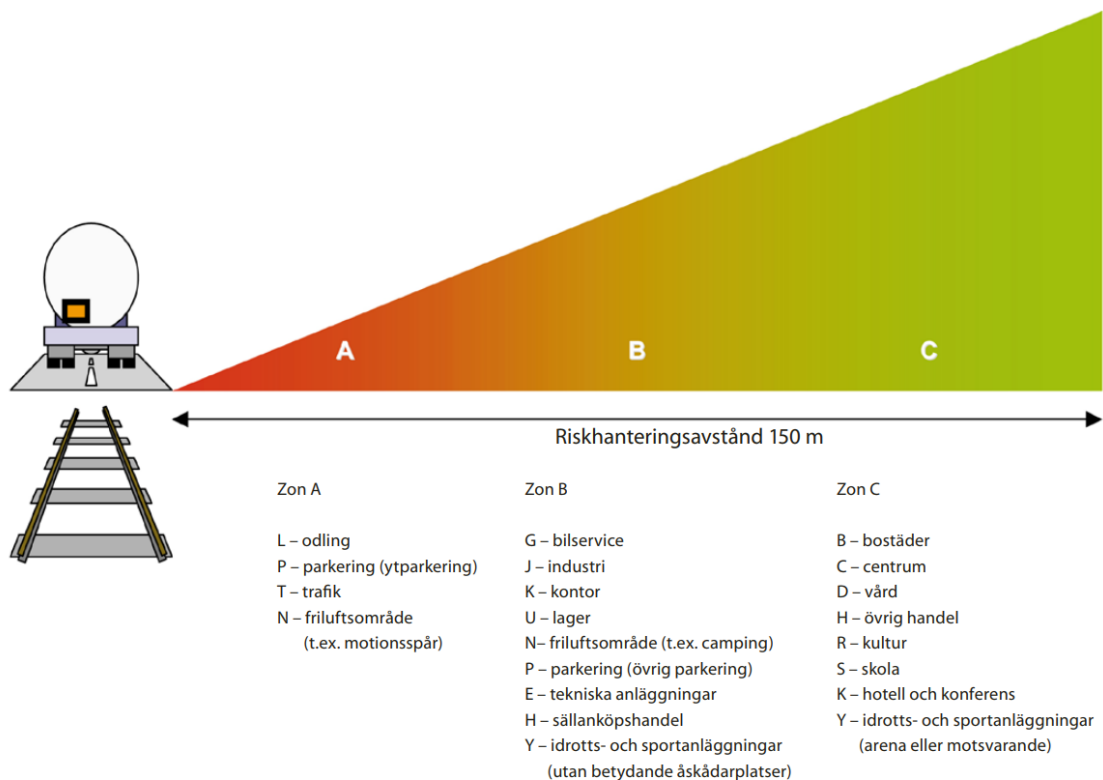 A
B
C
Riskhanteringsavstånd 150 m
Zon A
L – odling
P – parkering (ytparkering)
T – trafik
N – friluftsområde
(t.ex. motionsspår)
Zon B
G – bilservice
J – industri
K – kontor
U – lager
N– friluftsområde (t.ex. camping)
P – parkering (övrig parkering)
E – tekniska anläggningar
H – sällanköpshandel
Y – idrotts- och sportanläggningar
(utan betydande åskådarplatser)
Zon C
B – bostäder
C – centrum
D – vård
H – övrig handel
R – kultur
S – skola
K – hotell och konferens
Y – idrotts- och sportanläggningar
(arena eller motsvarande)